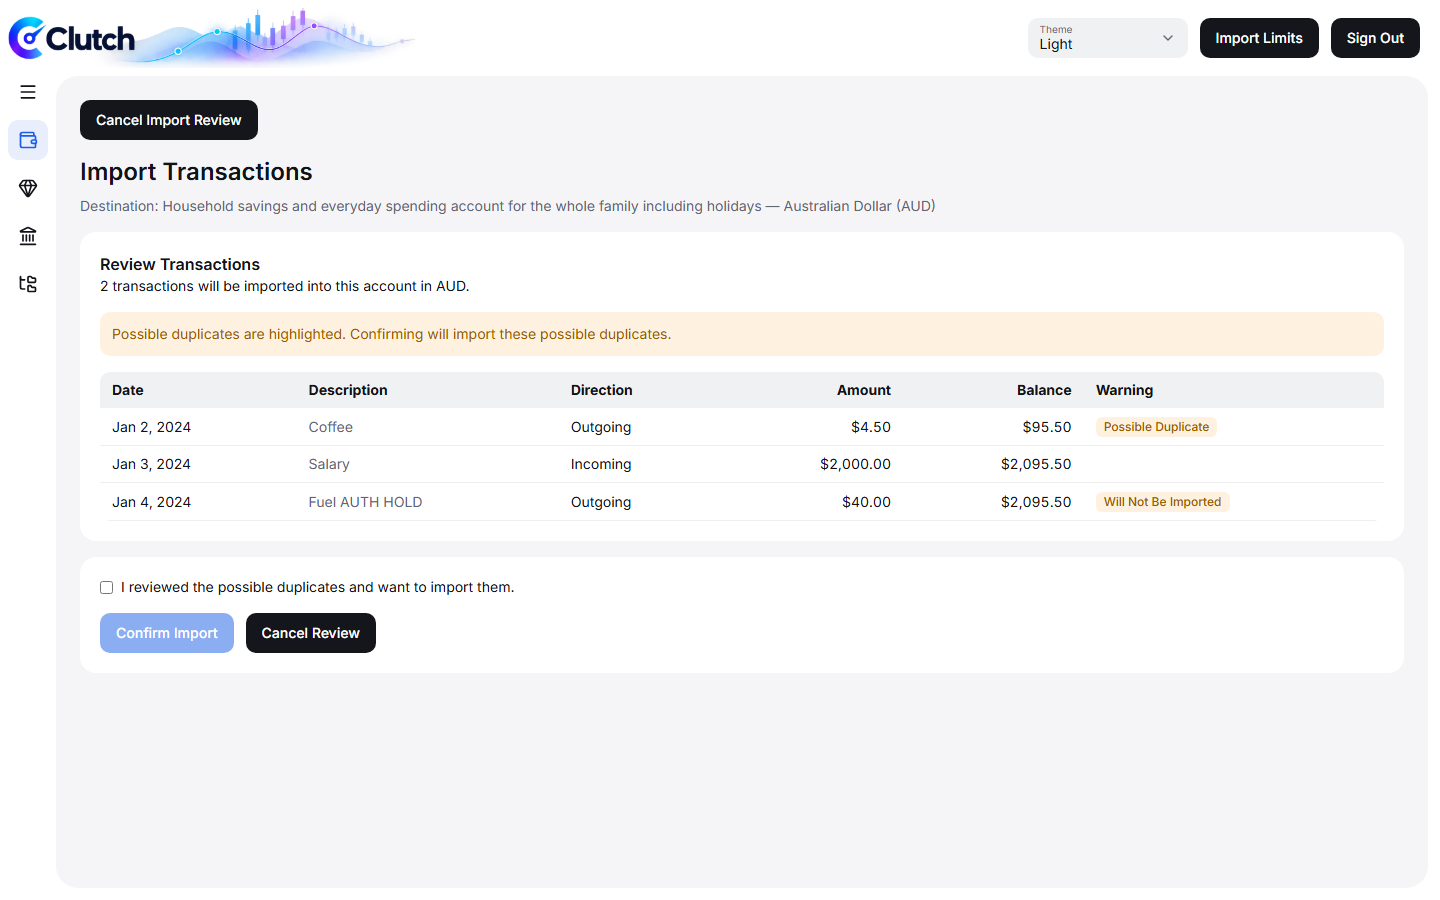 Clutch
Theme
Light
Import Limits
Sign Out
Cancel Import Review
Import Transactions
Destination: Household savings and everyday spending account for the whole family including holidays — Australian Dollar (AUD)
Review Transactions
2 transactions will be imported into this account in AUD.
Possible duplicates are highlighted. Confirming will import these possible duplicates.
Date Description Direction Amount Balance Warning
Jan 2, 2024 Coffee Outgoing $4.50 $95.50 Possible Duplicate
Jan 3, 2024 Salary Incoming $2,000.00 $2,095.50
Jan 4, 2024 Fuel AUTH HOLD Outgoing $40.00 $2,095.50 Will Not Be Imported
I reviewed the possible duplicates and want to import them.
Confirm Import Cancel Review